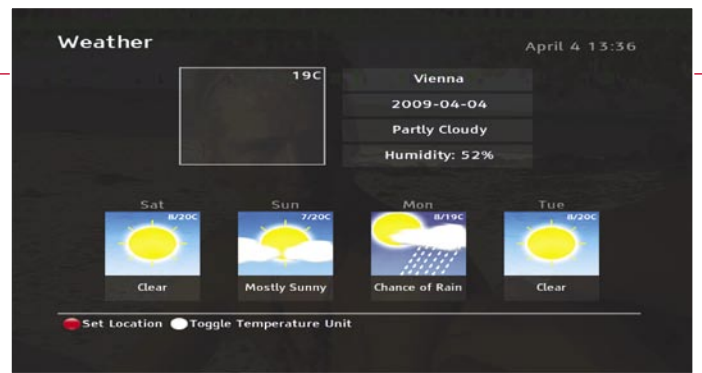 Weather
April 4 13:36
19C
Vienna
2009-04-04
Partly Cloudy
Humidity: 52%
Sat Sun Mon Tue
8/20C 7/20C 8/19C 8/20C
Clear Mostly Sunny Chance of Rain Clear
Set Location Toggle Temperature Unit